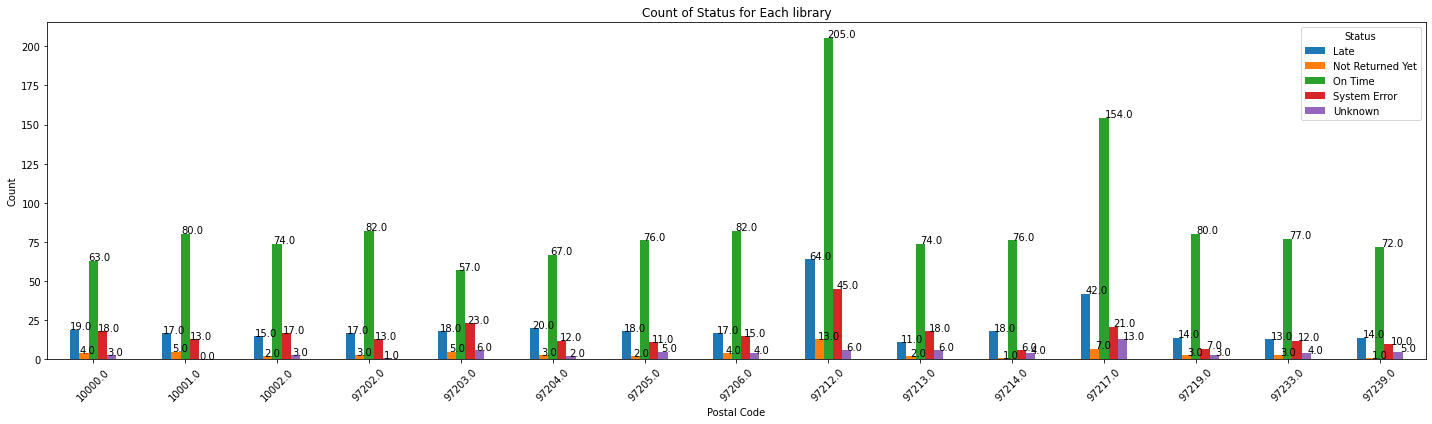 Count of Status for Each library
Status
Late
Not Returned Yet
On Time
System Error
Unknown
Count
200
175
150
125
100
75
50
25
0
19.0 4.0 63.0 18.0 3.0
17.0 5.0 80.0 13.0 0.0
15.0 2.0 74.0 17.0 3.0
17.0 3.0 82.0 13.0 1.0
18.0 5.0 57.0 23.0 6.0
20.0 3.0 67.0 12.0 2.0
18.0 2.0 76.0 11.0 5.0
17.0 4.0 82.0 15.0 4.0
64.0 13.0 205.0 45.0 6.0
11.0 2.0 74.0 18.0 6.0
18.0 1.0 76.0 6.0 4.0
42.0 7.0 154.0 21.0 13.0
14.0 3.0 80.0 7.0 3.0
13.0 3.0 77.0 12.0 4.0
14.0 1.0 72.0 10.0 5.0
10000.0
10001.0
10002.0
97202.0
97203.0
97204.0
97205.0
97206.0
97212.0
97213.0
97214.0
97217.0
97219.0
97233.0
97239.0
Postal Code